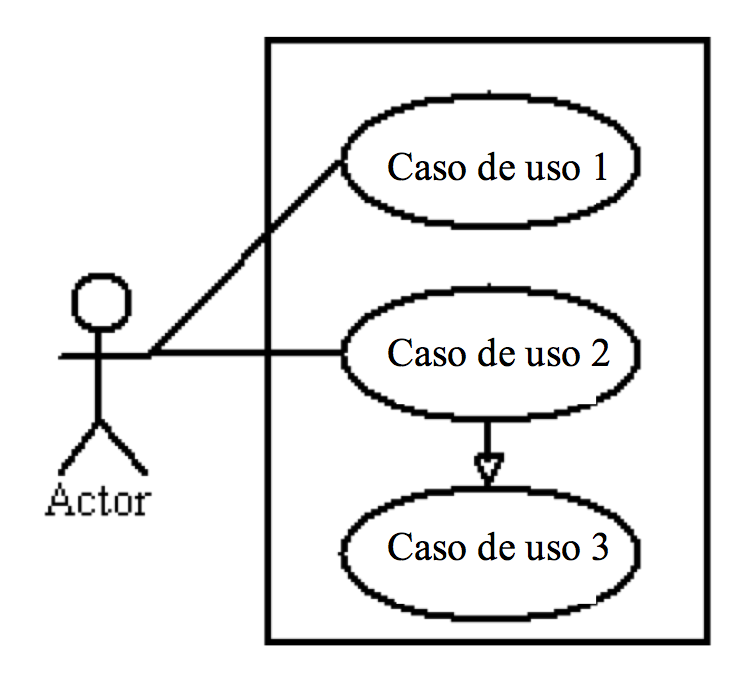 Caso de uso 1
Caso de uso 2
Actor
Caso de uso 3